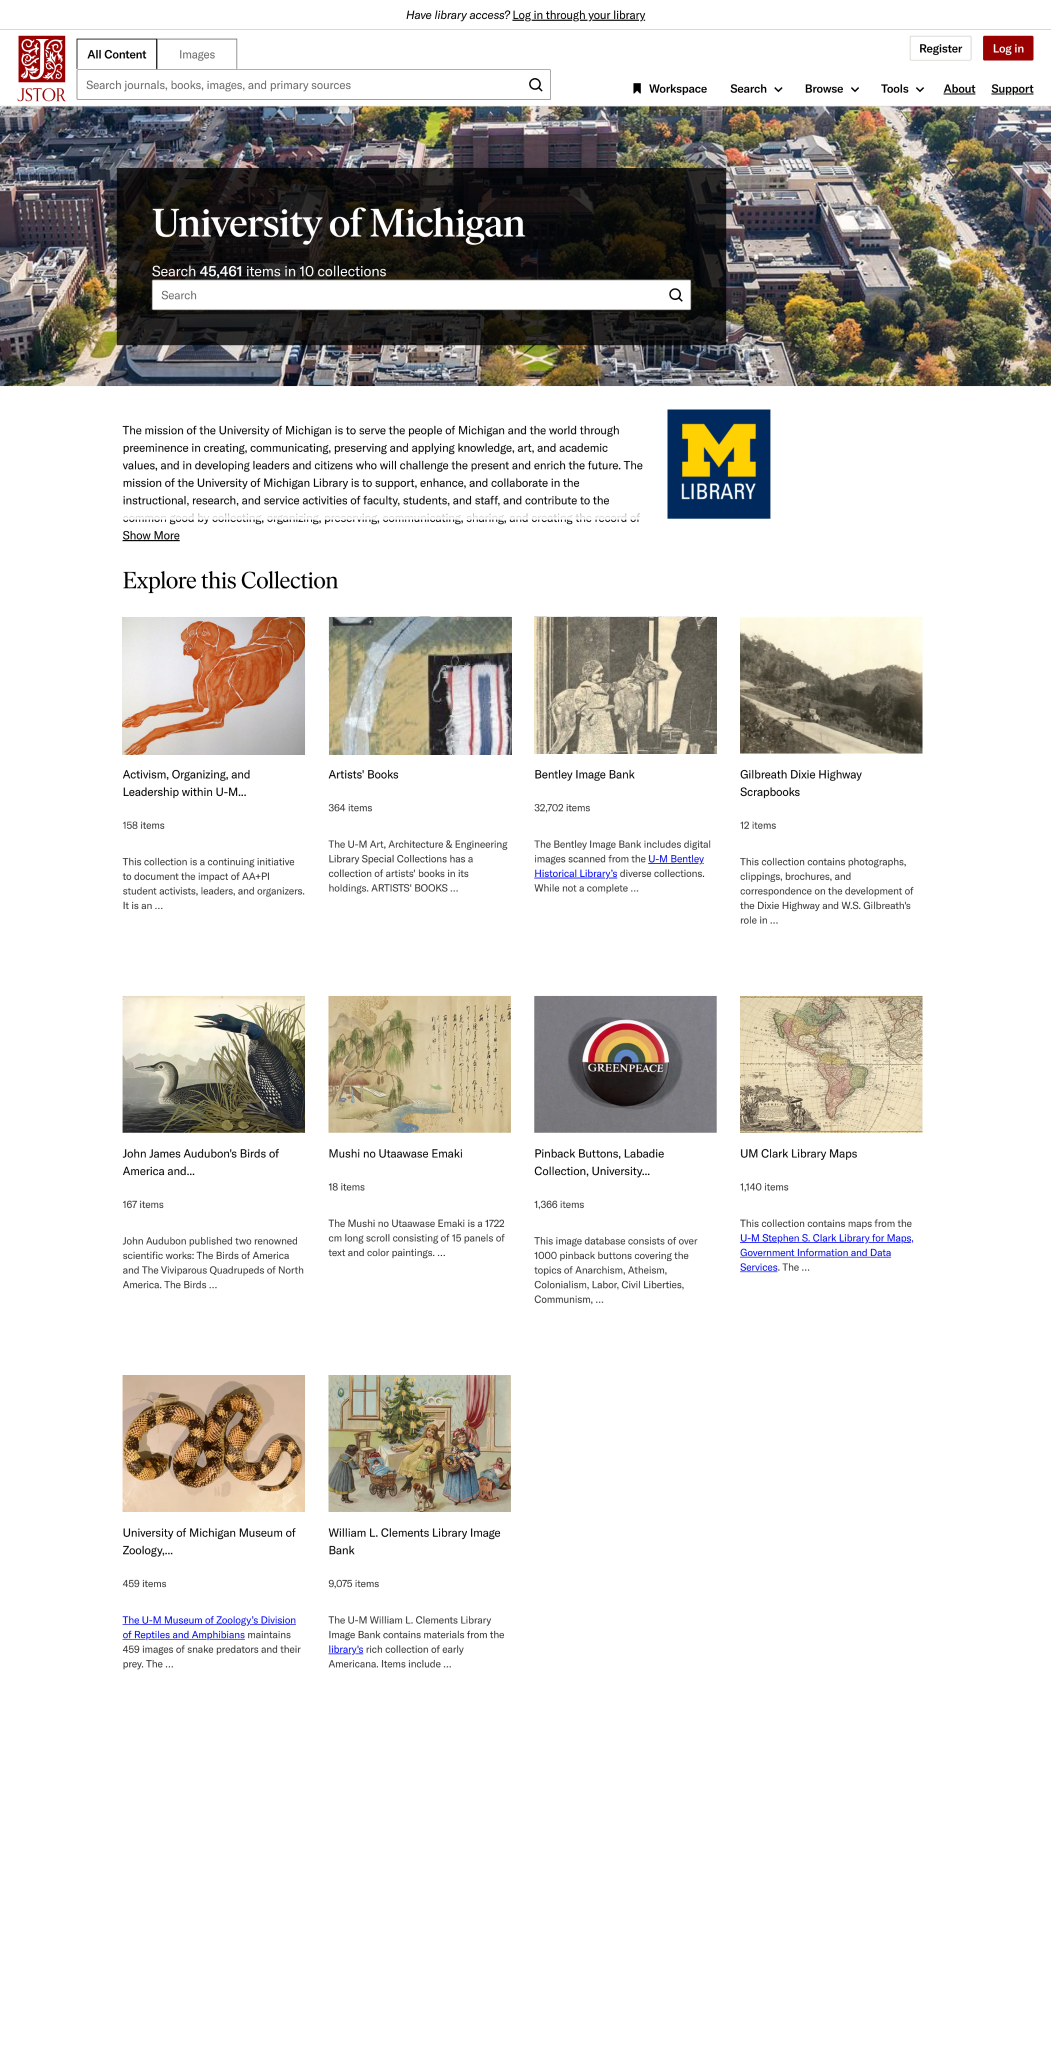 Have library access? Log in through your library
All Content
Images
Register
Log in
JSTOR
Search journals, books, images, and primary sources
Workspace
Search
Browse
Tools
About
Support
University of Michigan
Search 45,461 items in 10 collections
Search
The mission of the University of Michigan is to serve the people of Michigan and the world through
preeminence in creating, communicating, preserving and applying knowledge, art, and academic
values, and in developing leaders and citizens who will challenge the present and enrich the future. The
mission of the University of Michigan Library is to support, enhance, and collaborate in the
instructional, research, and service activities of faculty, students, and staff, and contribute to the
common good by collecting, organizing, preserving, communicating, sharing, and creating the record of
Show More
M
LIBRARY
Explore this Collection
Activism, Organizing, and
Leadership within U-M...
158 items
This collection is a continuing initiative
to document the impact of AA+PI
student activists, leaders, and organizers.
It is an ...
Artists' Books
364 items
The U-M Art, Architecture & Engineering
Library Special Collections has a
collection of artists' books in its
holdings. ARTISTS' BOOKS ...
Bentley Image Bank
32,702 items
The Bentley Image Bank includes digital
images scanned from the U-M Bentley
Historical Library's diverse collections.
While not a complete ...
Gilbreath Dixie Highway
Scrapbooks
12 items
This collection contains photographs,
clippings, brochures, and
correspondence on the development of
the Dixie Highway and W.S. Gilbreath's
role in ...
John James Audubon's Birds of
America and...
167 items
John Audubon published two renowned
scientific works: The Birds of America
and The Viviparous Quadrupeds of North
America. The Birds ...
Mushi no Utaawase Emaki
18 items
The Mushi no Utaawase Emaki is a 1722
cm long scroll consisting of 15 panels of
text and color paintings. ...
GREENPEACE
Pinback Buttons, Labadie
Collection, University...
1,366 items
This image database consists of over
1000 pinback buttons covering the
topics of Anarchism, Atheism,
Colonialism, Labor, Civil Liberties,
Communism, ...
UM Clark Library Maps
1,140 items
This collection contains maps from the
U-M Stephen S. Clark Library for Maps,
Government Information and Data
Services. The ...
University of Michigan Museum of
Zoology,...
459 items
The U-M Museum of Zoology's Division
of Reptiles and Amphibians maintains
459 images of snake predators and their
prey. The ...
William L. Clements Library Image
Bank
9,075 items
The U-M William L. Clements Library
Image Bank contains materials from the
library's rich collection of early
Americana. Items include ...